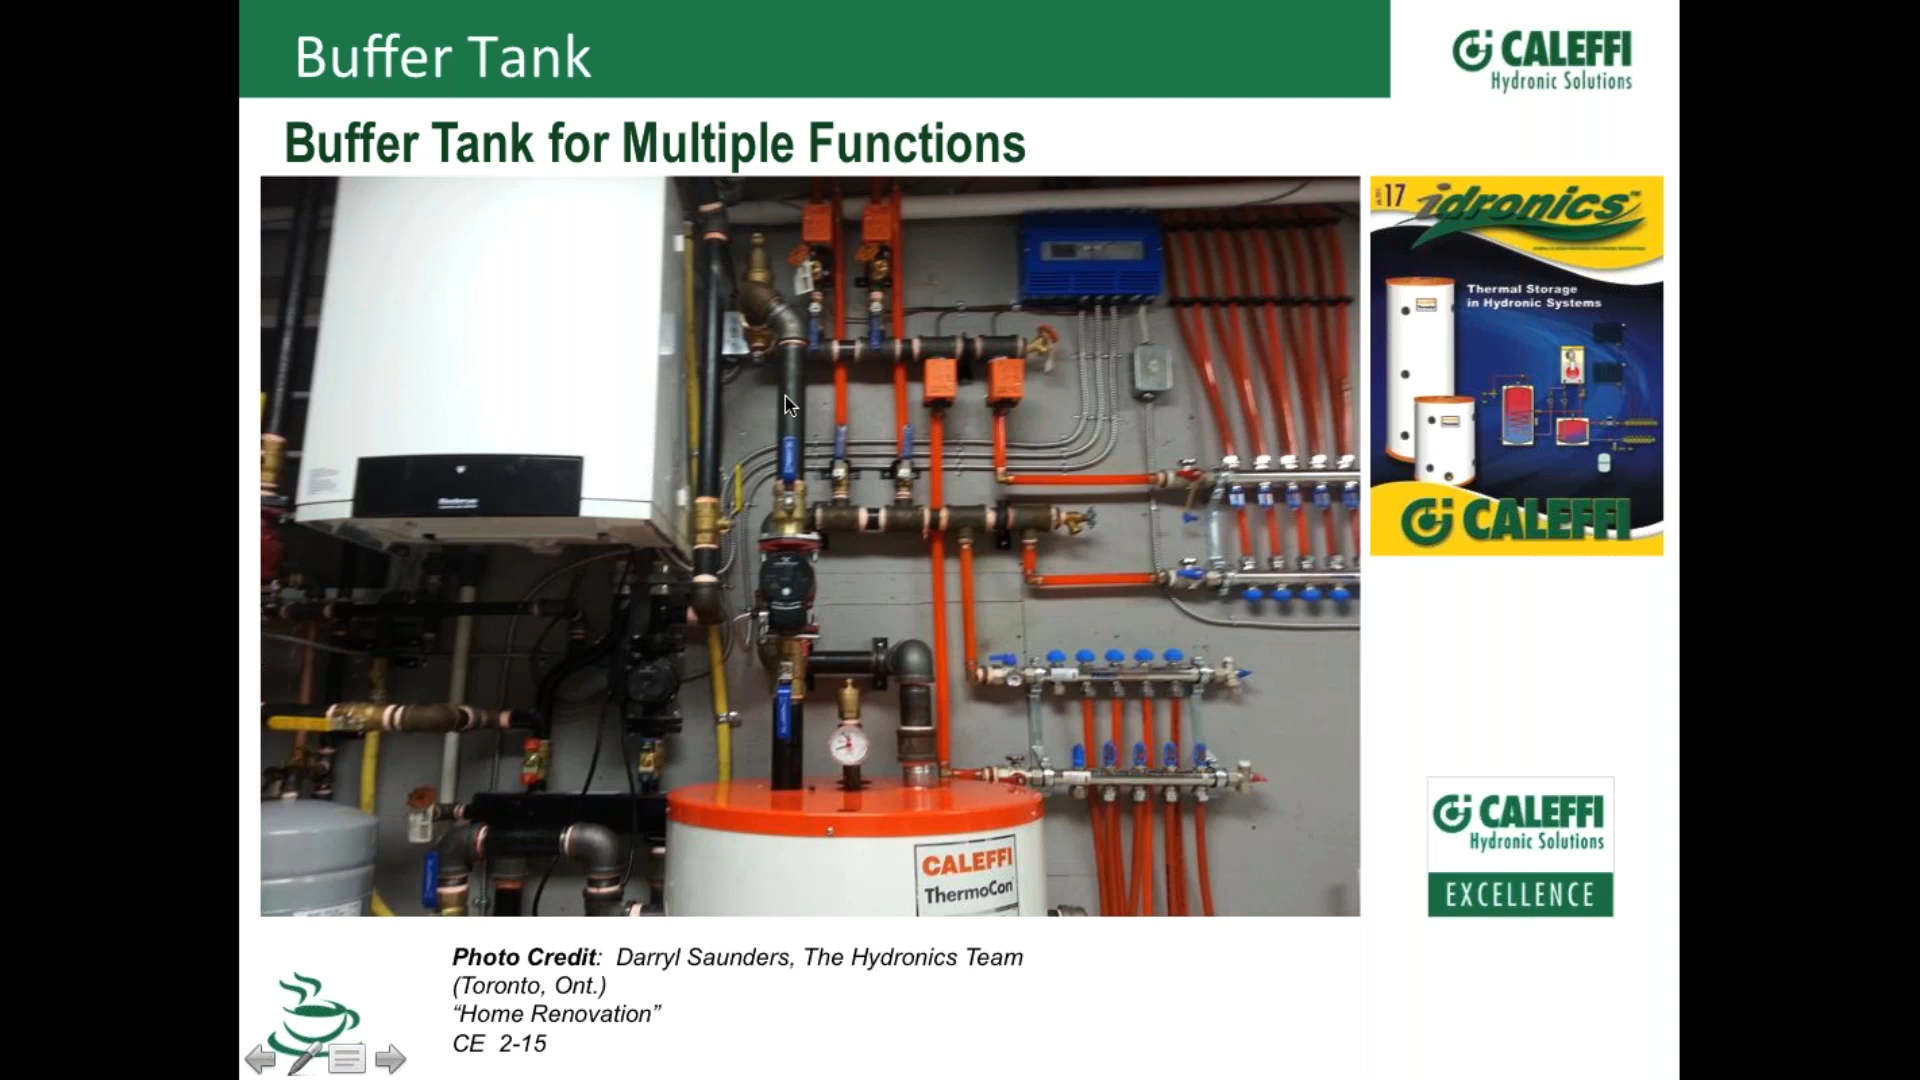 Buffer Tank
CALEFFI
Hydronic Solutions
Buffer Tank for Multiple Functions
17
idronics™
Thermal Storage
in Hydronic Systems
CALEFFI
CALEFFI
ThermoCon
CALEFFI
Hydronic Solutions
EXCELLENCE
Photo Credit: Darryl Saunders, The Hydronics Team
(Toronto, Ont.)
“Home Renovation”
CE 2-15